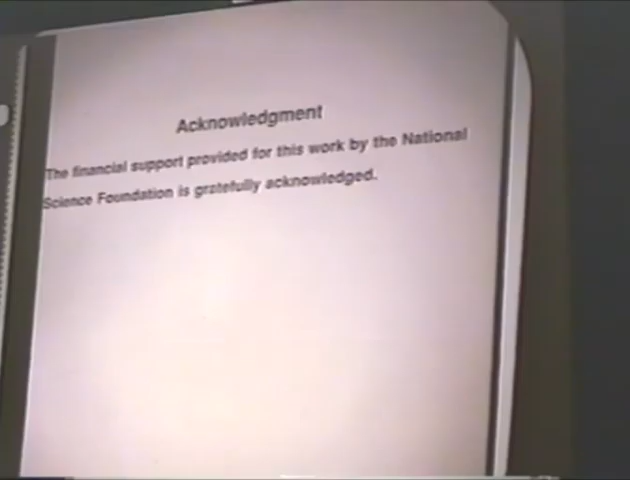 Acknowledgment
The financial support provided for this work by the National
Science Foundation is gratefully acknowledged.